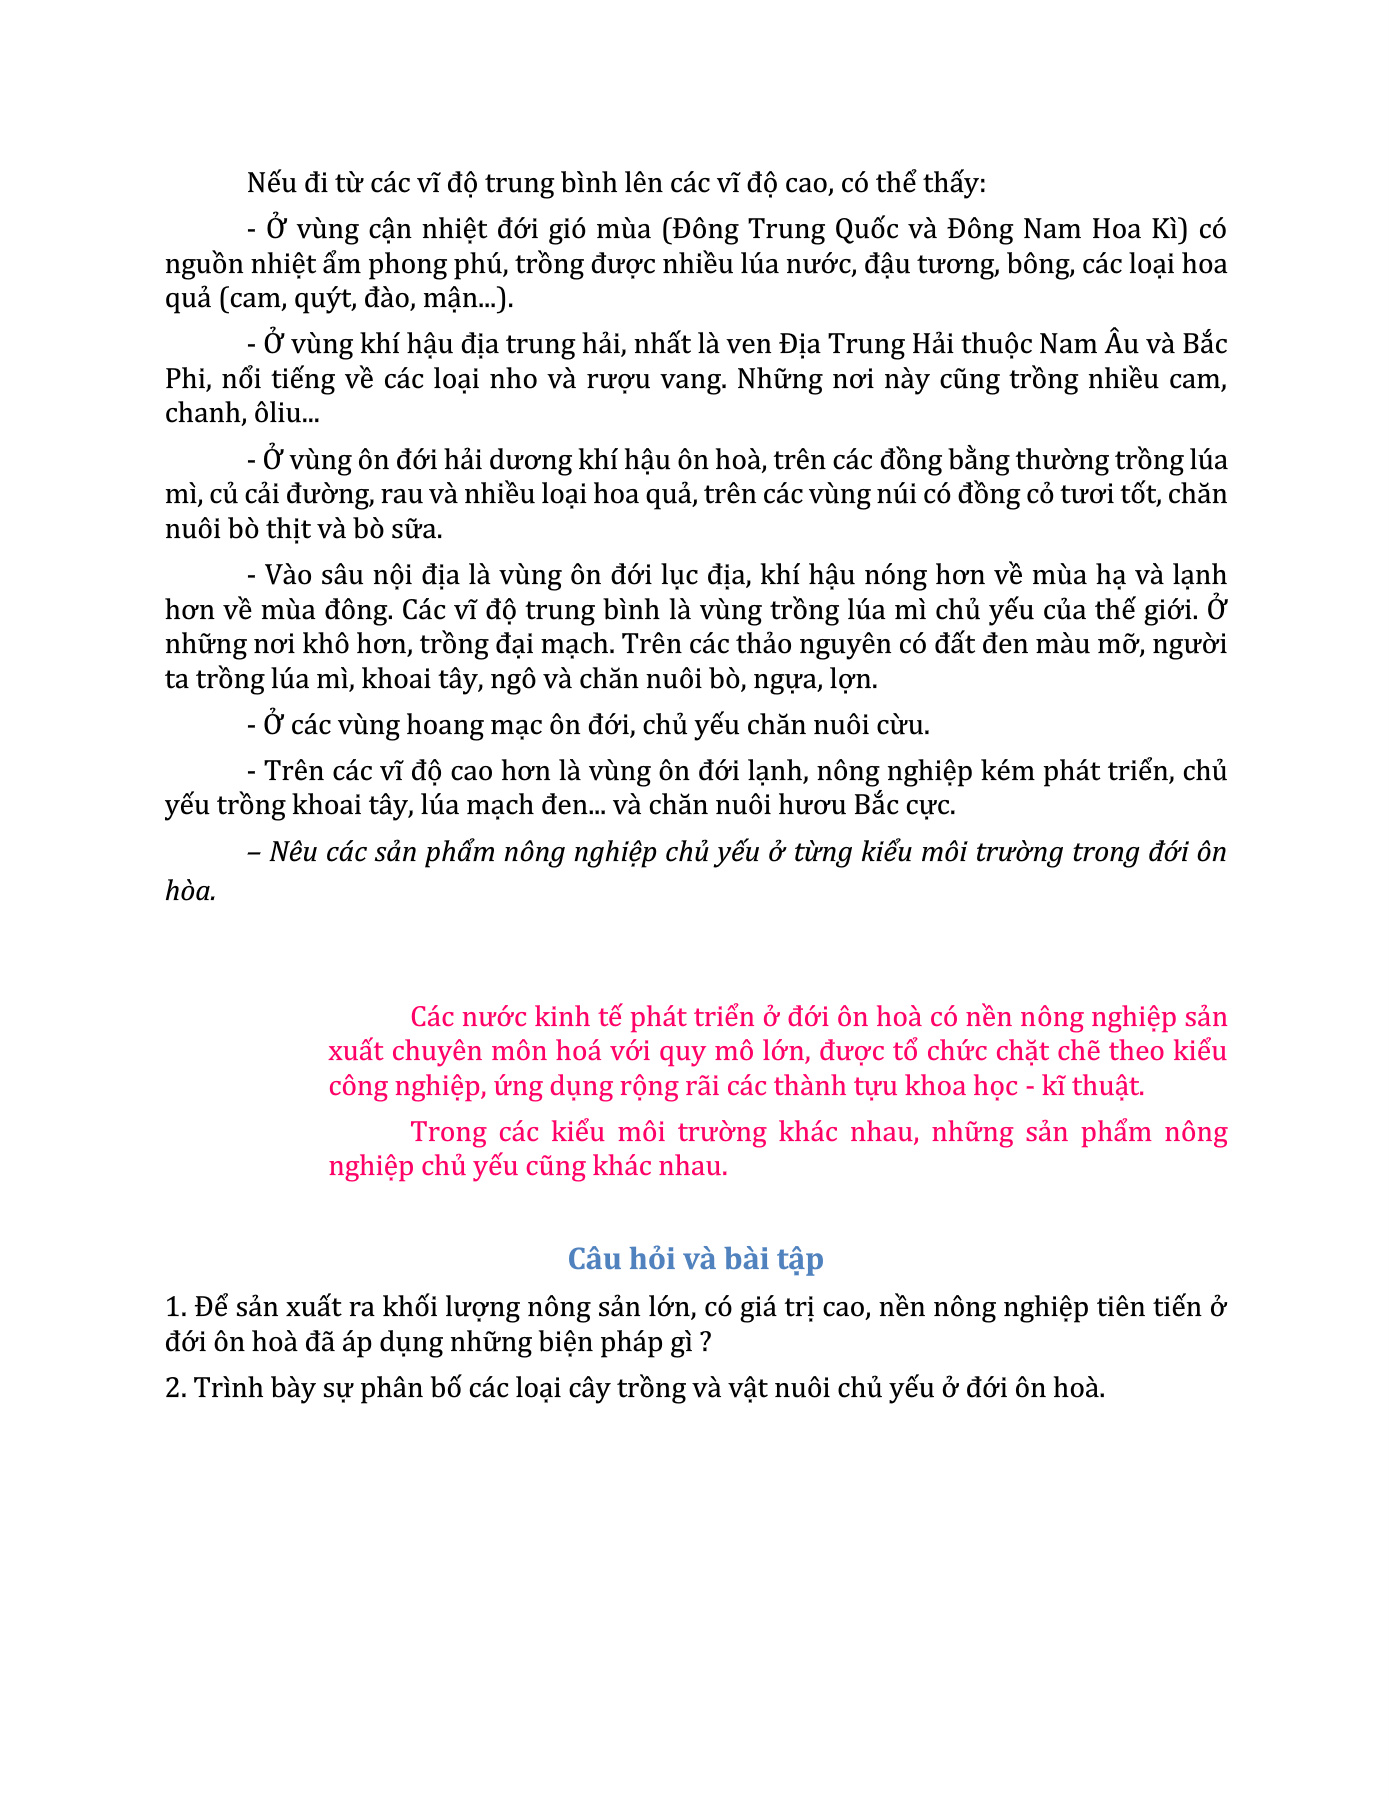 Nếu đi từ các vĩ độ trung bình lên các vĩ độ cao, có thể thấy:
- Ở vùng cận nhiệt đới gió mùa (Đông Trung Quốc và Đông Nam Hoa Kì) có
nguồn nhiệt ẩm phong phú, trồng được nhiều lúa nước, đậu tương, bông, các loại hoa
quả (cam, quýt, đào, mận...).
- Ở vùng khí hậu địa trung hải, nhất là ven Địa Trung Hải thuộc Nam Âu và Bắc
Phi, nổi tiếng về các loại nho và rượu vang. Những nơi này cũng trồng nhiều cam,
chanh, ôliu...
- Ở vùng ôn đới hải dương khí hậu ôn hoà, trên các đồng bằng thường trồng lúa
mì, củ cải đường, rau và nhiều loại hoa quả, trên các vùng núi có đồng cỏ tươi tốt, chăn
nuôi bò thịt và bò sữa.
- Vào sâu nội địa là vùng ôn đới lục địa, khí hậu nóng hơn về mùa hạ và lạnh
hơn về mùa đông. Các vĩ độ trung bình là vùng trồng lúa mì chủ yếu của thế giới. Ở
những nơi khô hơn, trồng đại mạch. Trên các thảo nguyên có đất đen màu mỡ, người
ta trồng lúa mì, khoai tây, ngô và chăn nuôi bò, ngựa, lợn.
- Ở các vùng hoang mạc ôn đới, chủ yếu chăn nuôi cừu.
- Trên các vĩ độ cao hơn là vùng ôn đới lạnh, nông nghiệp kém phát triển, chủ
yếu trồng khoai tây, lúa mạch đen... và chăn nuôi hươu Bắc cực.
– Nêu các sản phẩm nông nghiệp chủ yếu ở từng kiểu môi trường trong đới ôn
hòa.
Các nước kinh tế phát triển ở đới ôn hoà có nền nông nghiệp sản
xuất chuyên môn hoá với quy mô lớn, được tổ chức chặt chẽ theo kiểu
công nghiệp, ứng dụng rộng rãi các thành tựu khoa học - kĩ thuật.
Trong các kiểu môi trường khác nhau, những sản phẩm nông
nghiệp chủ yếu cũng khác nhau.
Câu hỏi và bài tập
1. Để sản xuất ra khối lượng nông sản lớn, có giá trị cao, nền nông nghiệp tiên tiến ở
đới ôn hoà đã áp dụng những biện pháp gì ?
2. Trình bày sự phân bố các loại cây trồng và vật nuôi chủ yếu ở đới ôn hoà.